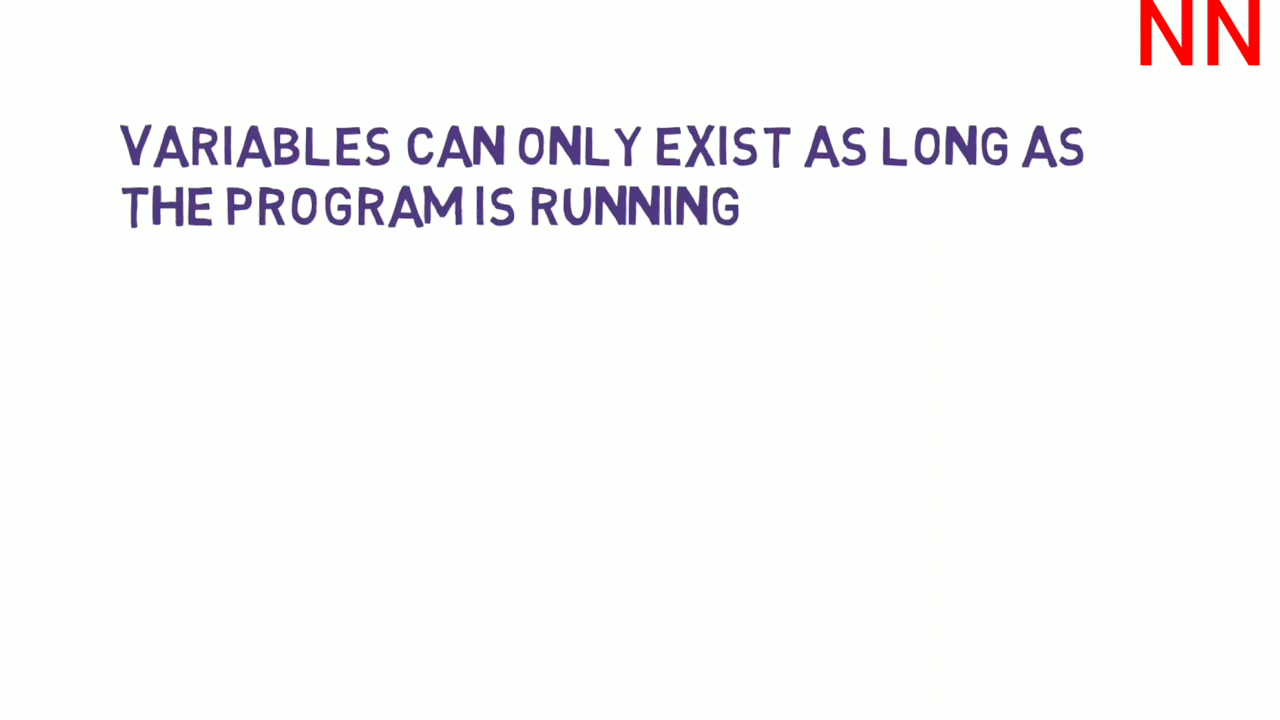 NN
VARIABLES CAN ONLY EXIST AS LONG AS
THE PROGRAM IS RUNNING